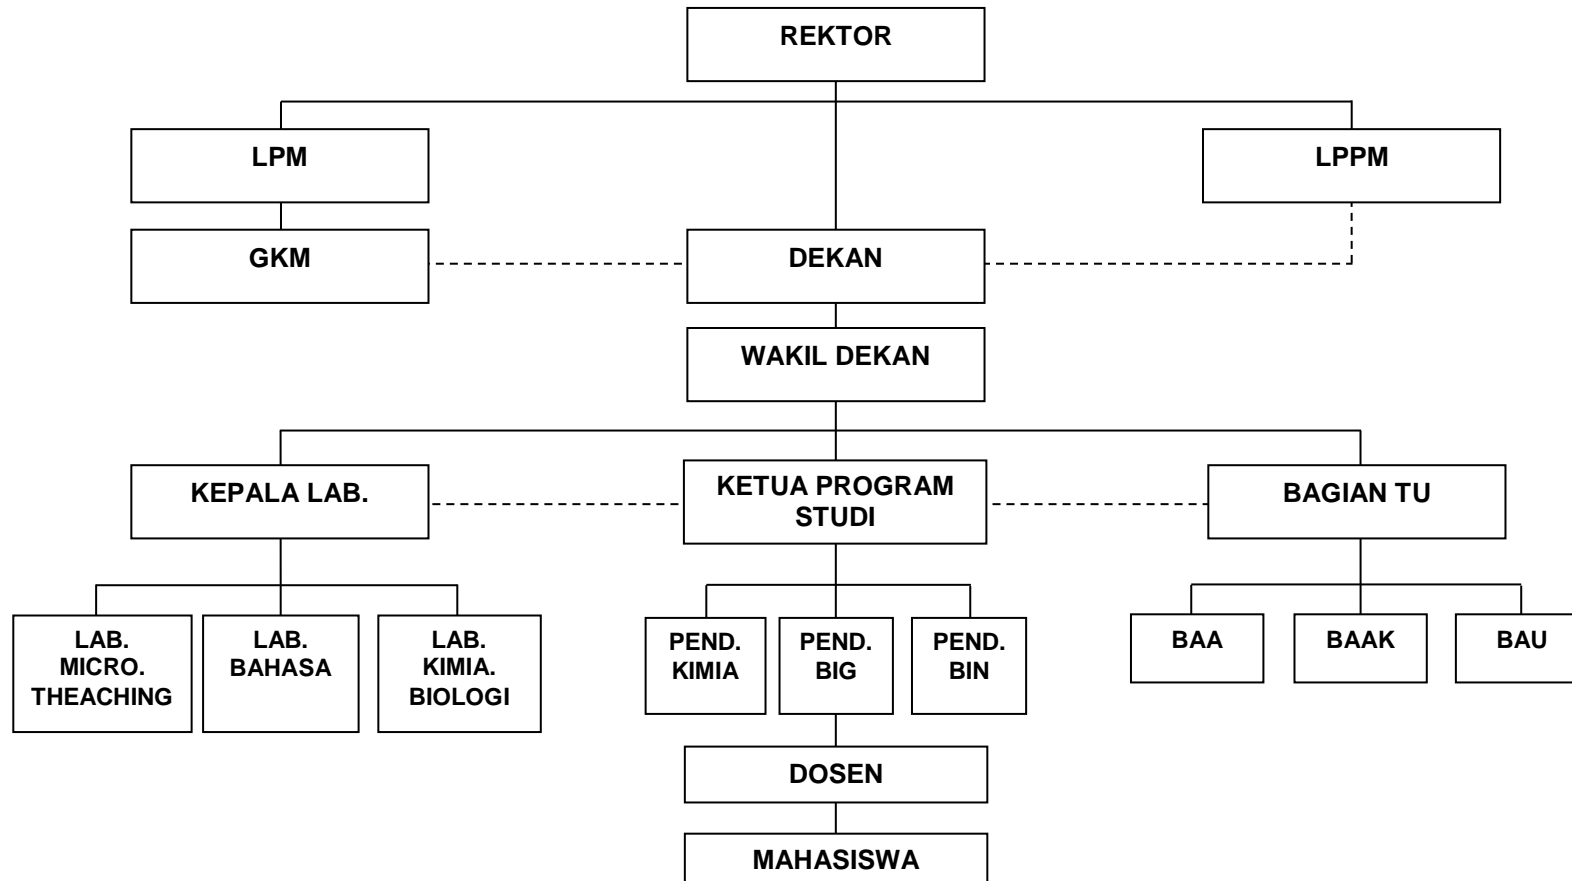 REKTOR
LPM
LPPM
GKM
DEKAN
WAKIL DEKAN
KEPALA LAB.
KETUA PROGRAM
STUDI
BAGIAN TU
LAB.
MICRO.
THEACHING
LAB.
BAHASA
LAB.
KIMIA.
BIOLOGI
PEND.
KIMIA
PEND.
BIG
PEND.
BIN
BAA
BAAK
BAU
DOSEN
MAHASISWA